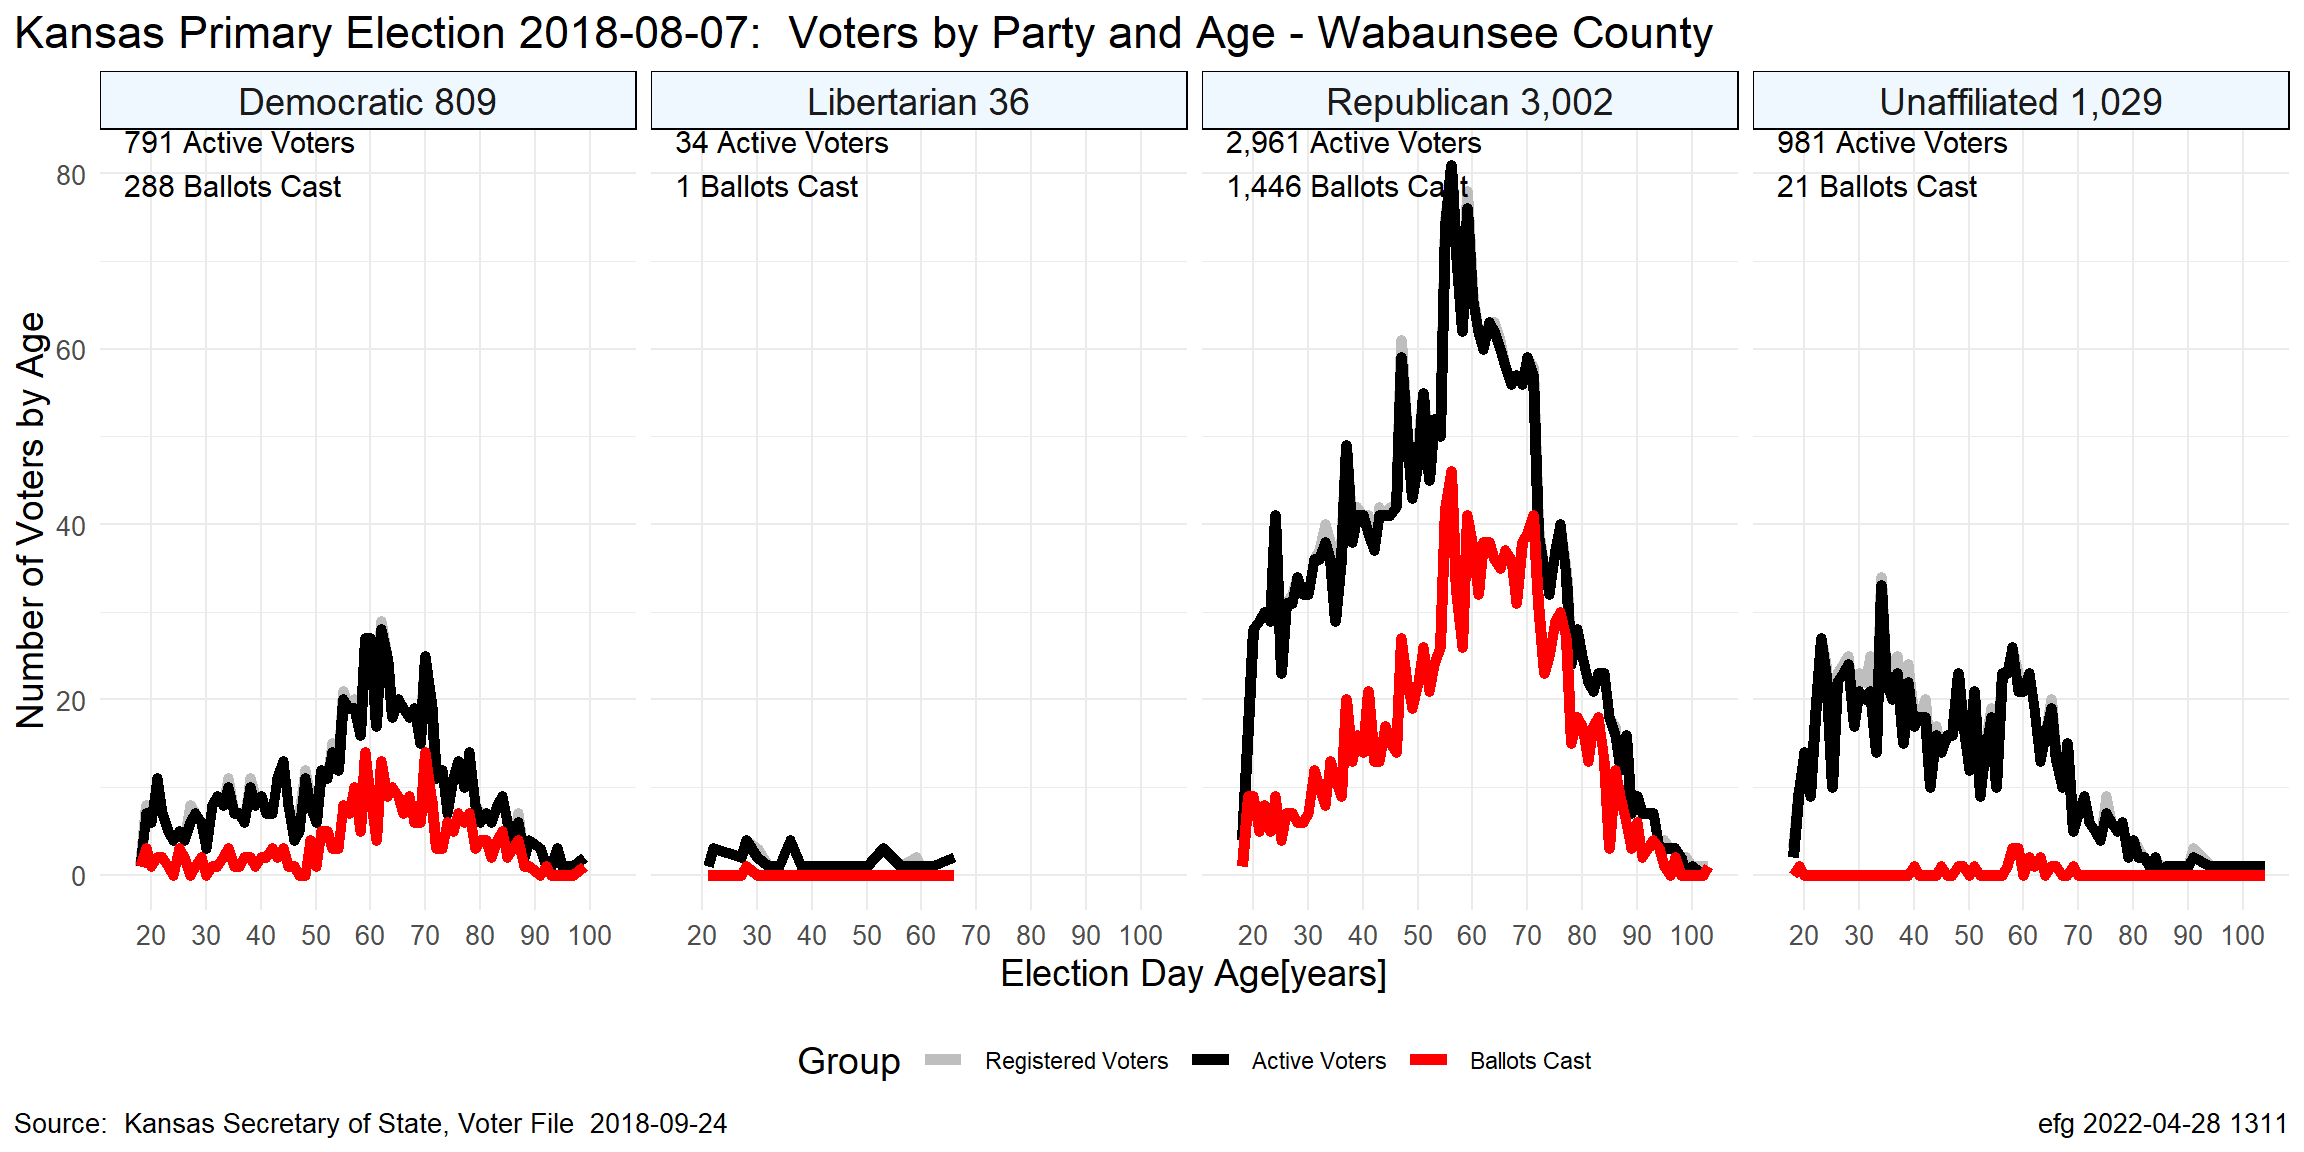 Kansas Primary Election 2018-08-07:  Voters by Party and Age - Wabaunsee County
Democratic 809
Libertarian 36
Republican 3,002
Unaffiliated 1,029
791 Active Voters
288 Ballots Cast
34 Active Voters
1 Ballots Cast
2,961 Active Voters
1,446 Ballots Cast
981 Active Voters
21 Ballots Cast
Number of Voters by Age
80
60
40
20
0
20 30 40 50 60 70 80 90 100
20 30 40 50 60 70 80 90 100
20 30 40 50 60 70 80 90 100
20 30 40 50 60 70 80 90 100
Election Day Age[years]
Group Registered Voters Active Voters Ballots Cast
Source:  Kansas Secretary of State, Voter File  2018-09-24
efg 2022-04-28 1311